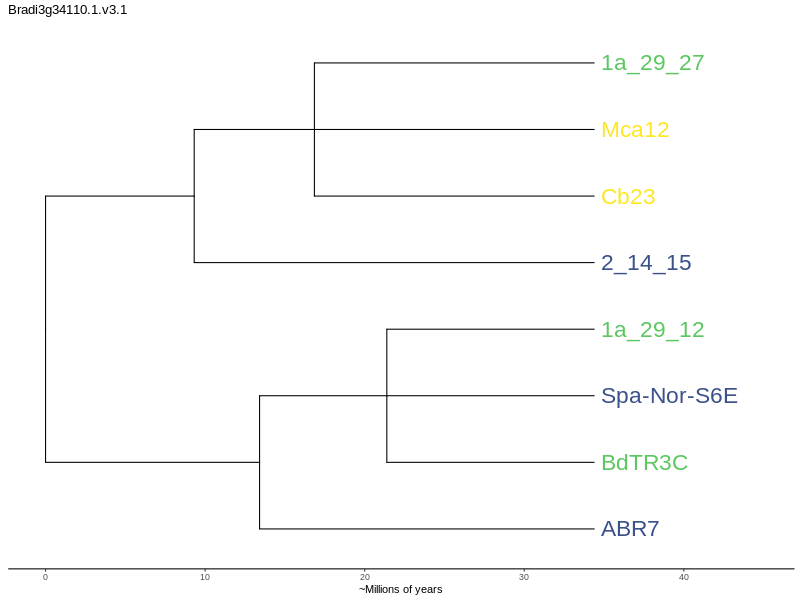 Bradi3g34110.1.v3.1
1a_29_27
Mca12
Cb23
2_14_15
1a_29_12
Spa-Nor-S6E
BdTR3C
ABR7
0 10 20 30 40
~Millions of years